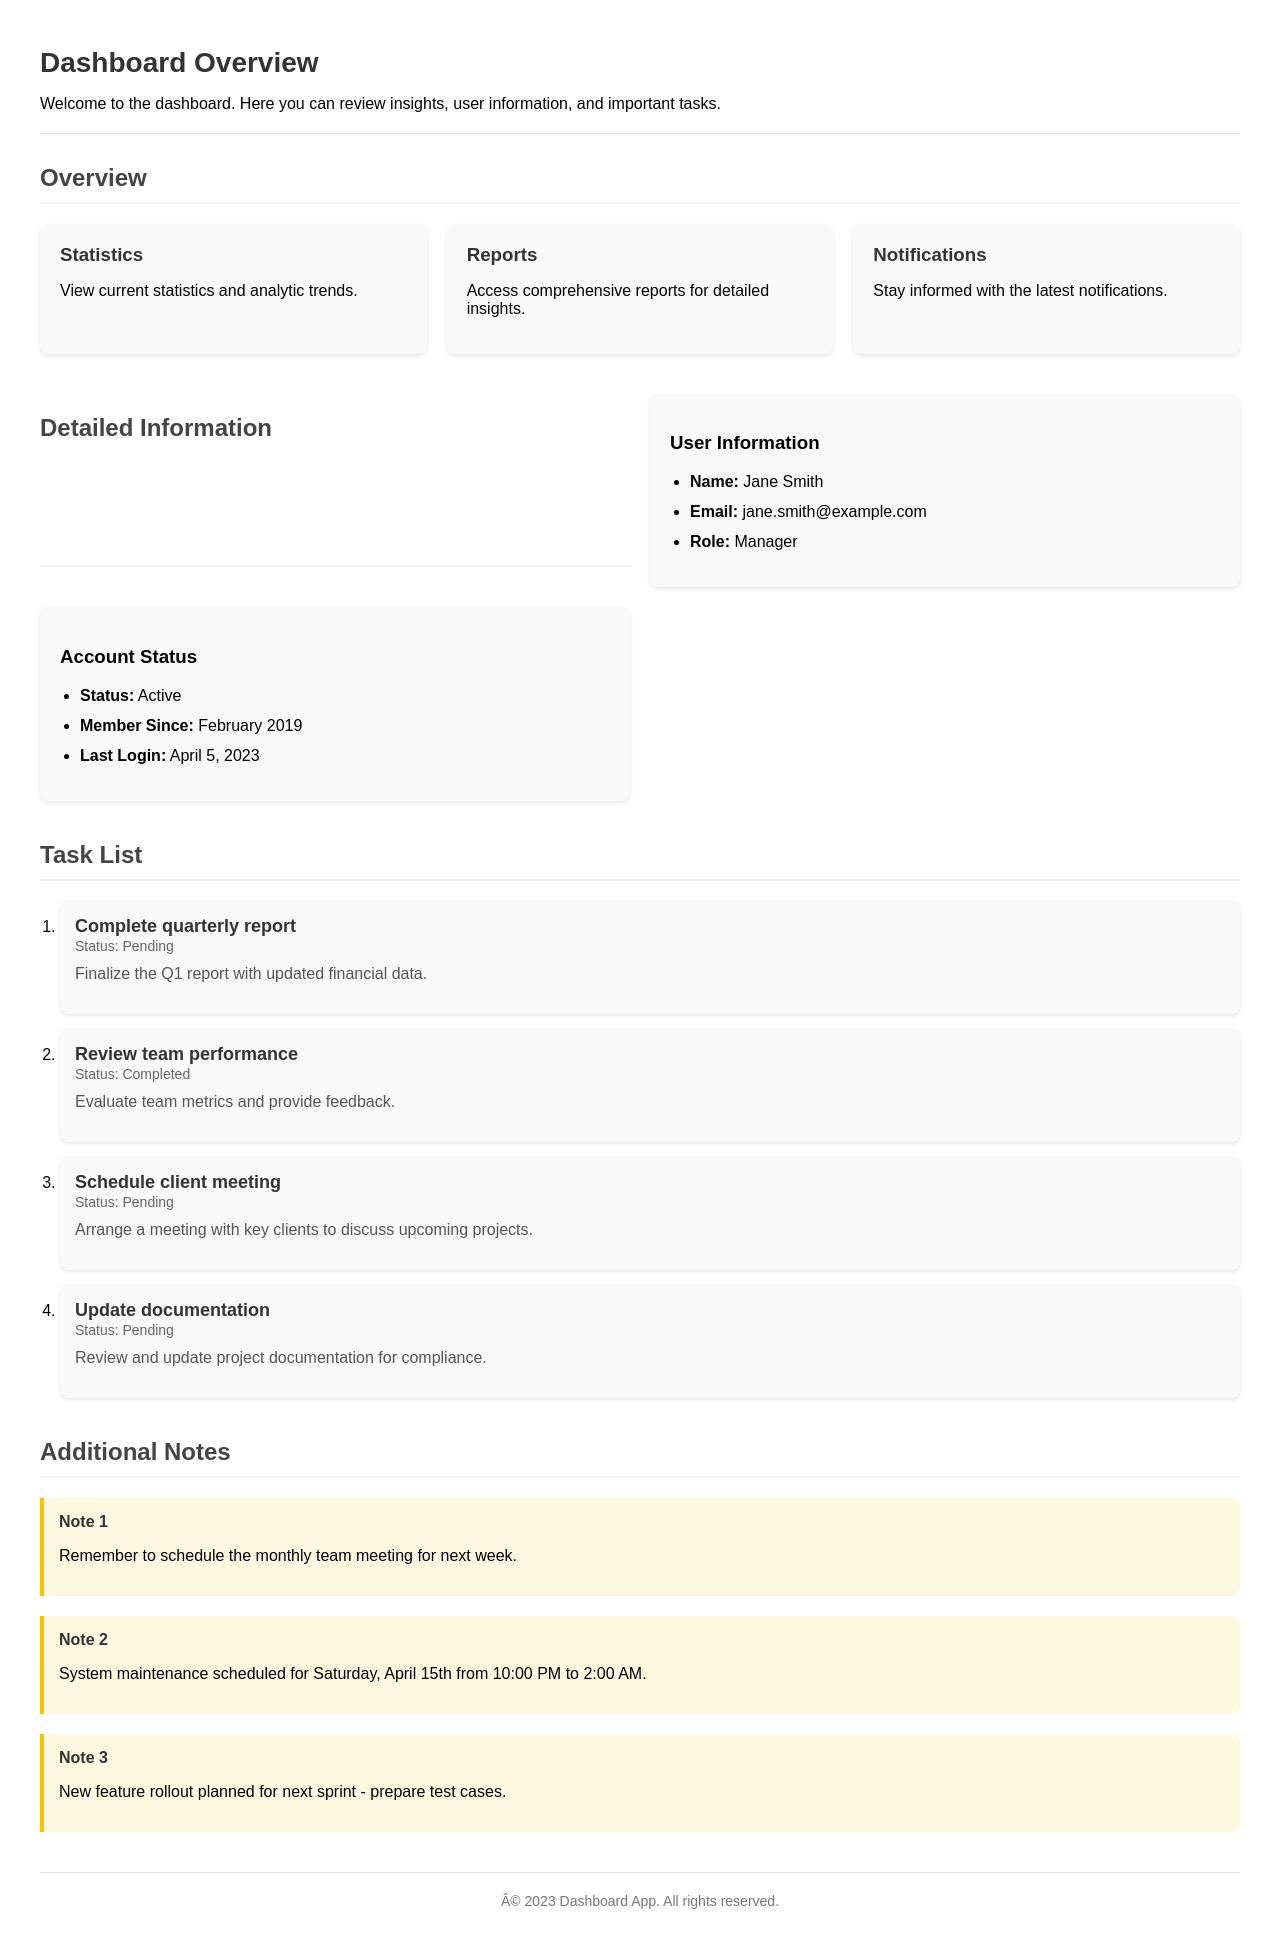 Dashboard Overview
Welcome to the dashboard. Here you can review insights, user information, and important tasks.
Overview
Statistics
View current statistics and analytic trends.
Reports
Access comprehensive reports for detailed
insights.
Notifications
Stay informed with the latest notifications.
Detailed Information
User Information
• Name: Jane Smith
• Email: jane.smith@example.com
• Role: Manager
Account Status
• Status: Active
• Member Since: February 2019
• Last Login: April 5, 2023
Task List
1. Complete quarterly report
Status: Pending
Finalize the Q1 report with updated financial data.
2. Review team performance
Status: Completed
Evaluate team metrics and provide feedback.
3. Schedule client meeting
Status: Pending
Arrange a meeting with key clients to discuss upcoming projects.
4. Update documentation
Status: Pending
Review and update project documentation for compliance.
Additional Notes
Note 1
Remember to schedule the monthly team meeting for next week.
Note 2
System maintenance scheduled for Saturday, April 15th from 10:00 PM to 2:00 AM.
Note 3
New feature rollout planned for next sprint - prepare test cases.
Â© 2023 Dashboard App. All rights reserved.